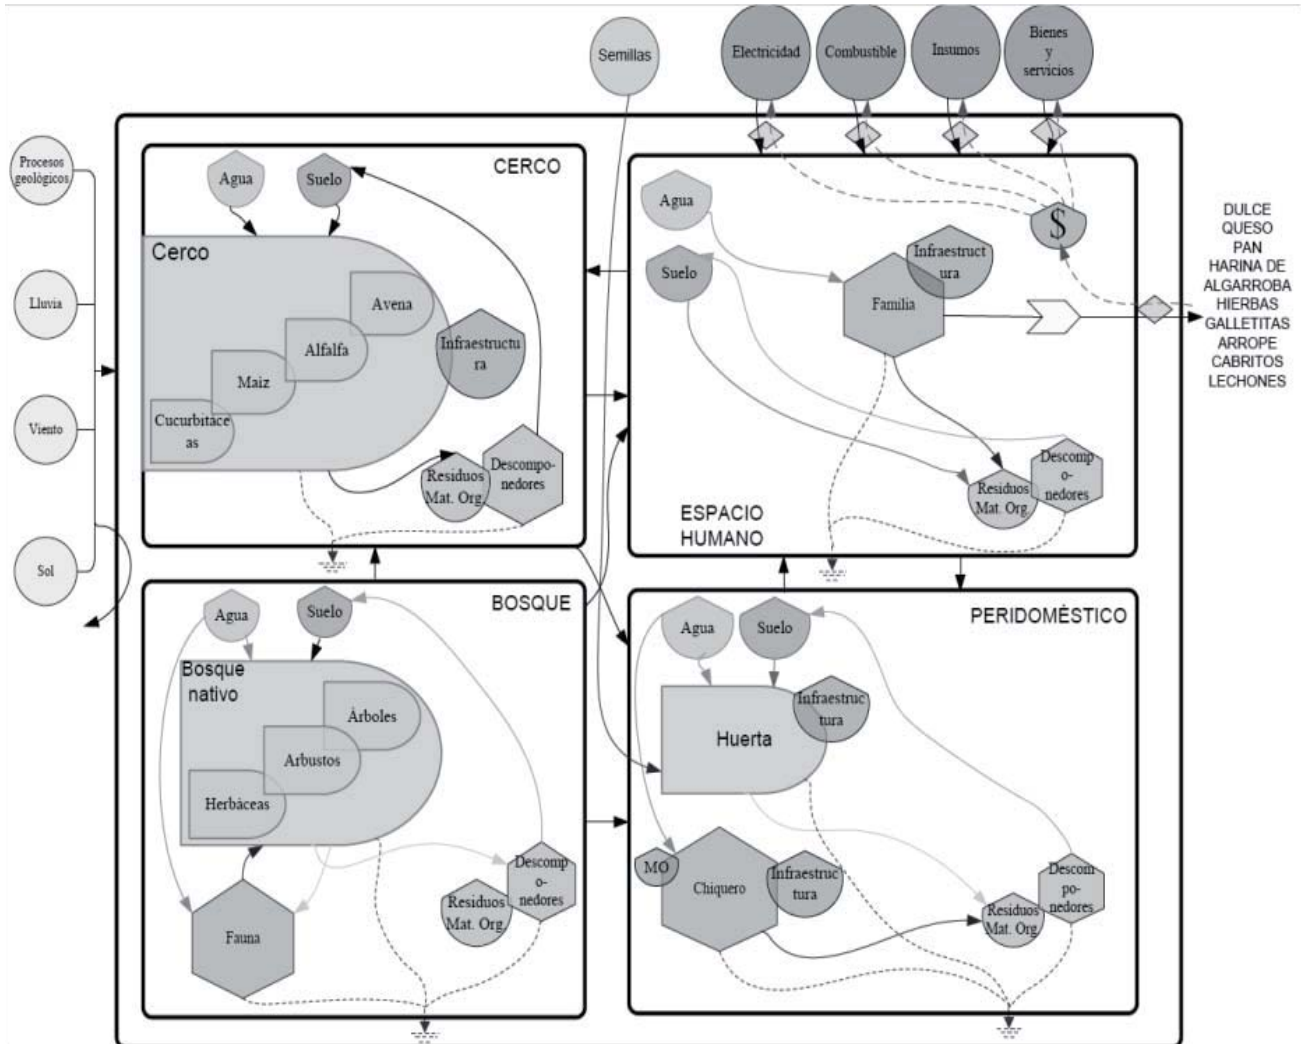 Semillas
Electricidad
Combustible
Insumos
Bienes
y
servicios
Procesos
geológicos
Lluvia
Viento
Sol
CERCO
Agua
Suelo
Cerco
Avena
Alfalfa
Maiz
Cucurbitáce
as
Infraestructu
ra
Residuos
Mat. Org.
Descompo-
nedores
Agua
Suelo
$
Infraestruct
ura
Familia
Residuos
Mat. Org.
Descomp
o-
nedores
ESPACIO
HUMANO
DULCE
QUESO
PAN
HARINA DE
ALGARROBA
HIERBAS
GALLETITAS
ARROPE
CABRITOS
LECHONES
BOSQUE
Agua
Suelo
Bosque
nativo
Árboles
Arbustos
Herbàceas
Fauna
Residuos
Mat. Org.
Descomp
o-
nedores
PERIDOMÉSTICO
Agua
Suelo
Huerta
Infraestruc
tura
MO
Chiquero
Infraestruc
tura
Residuos
Mat. Org.
Descom
po-
nedores